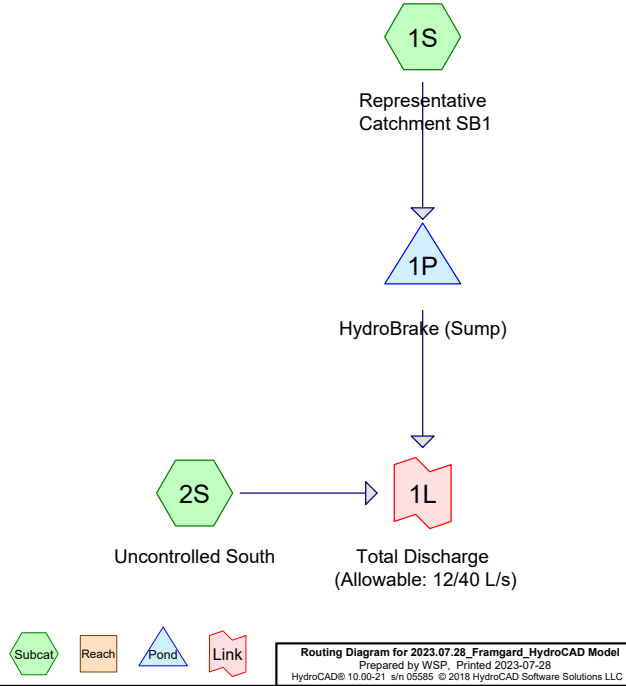 1S
Representative
Catchment SB1
1P
HydroBrake (Sump)
2S
1L
Uncontrolled South
Total Discharge
(Allowable: 12/40 L/s)
Subcat
Reach
Pond
Link
Routing Diagram for 2023.07.28_Framgard_HydroCAD Model
Prepared by WSP, Printed 2023-07-28
HydroCAD® 10.00-21 s/n 05585 © 2018 HydroCAD Software Solutions LLC